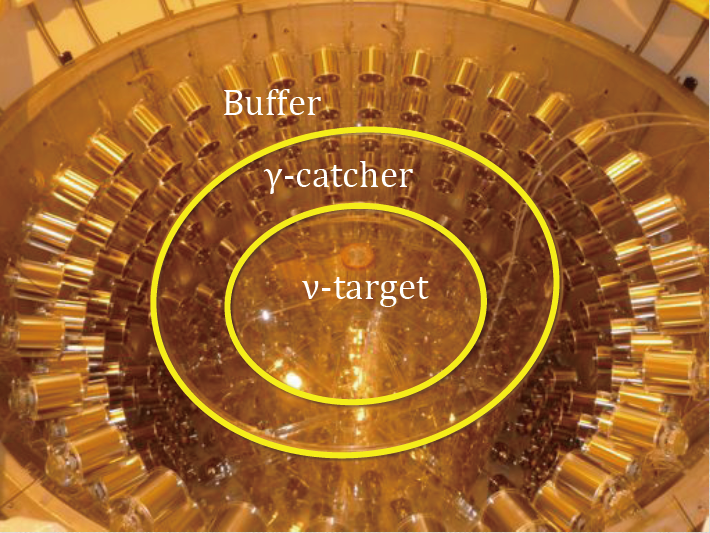 Buffer
γ-catcher
ν-target